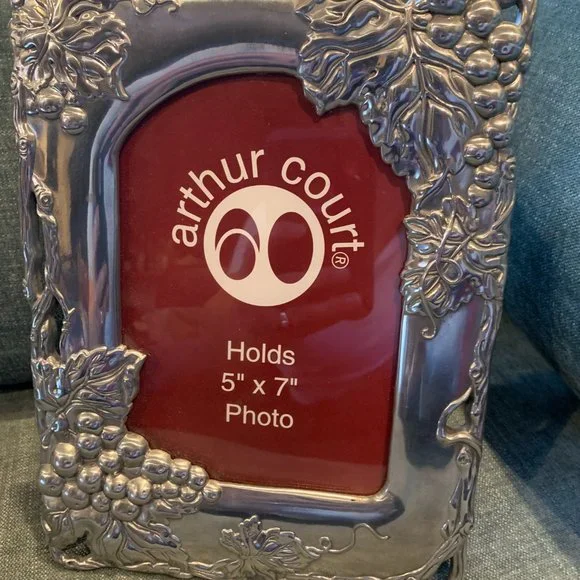 arthur court®
Holds
5" x 7"
Photo